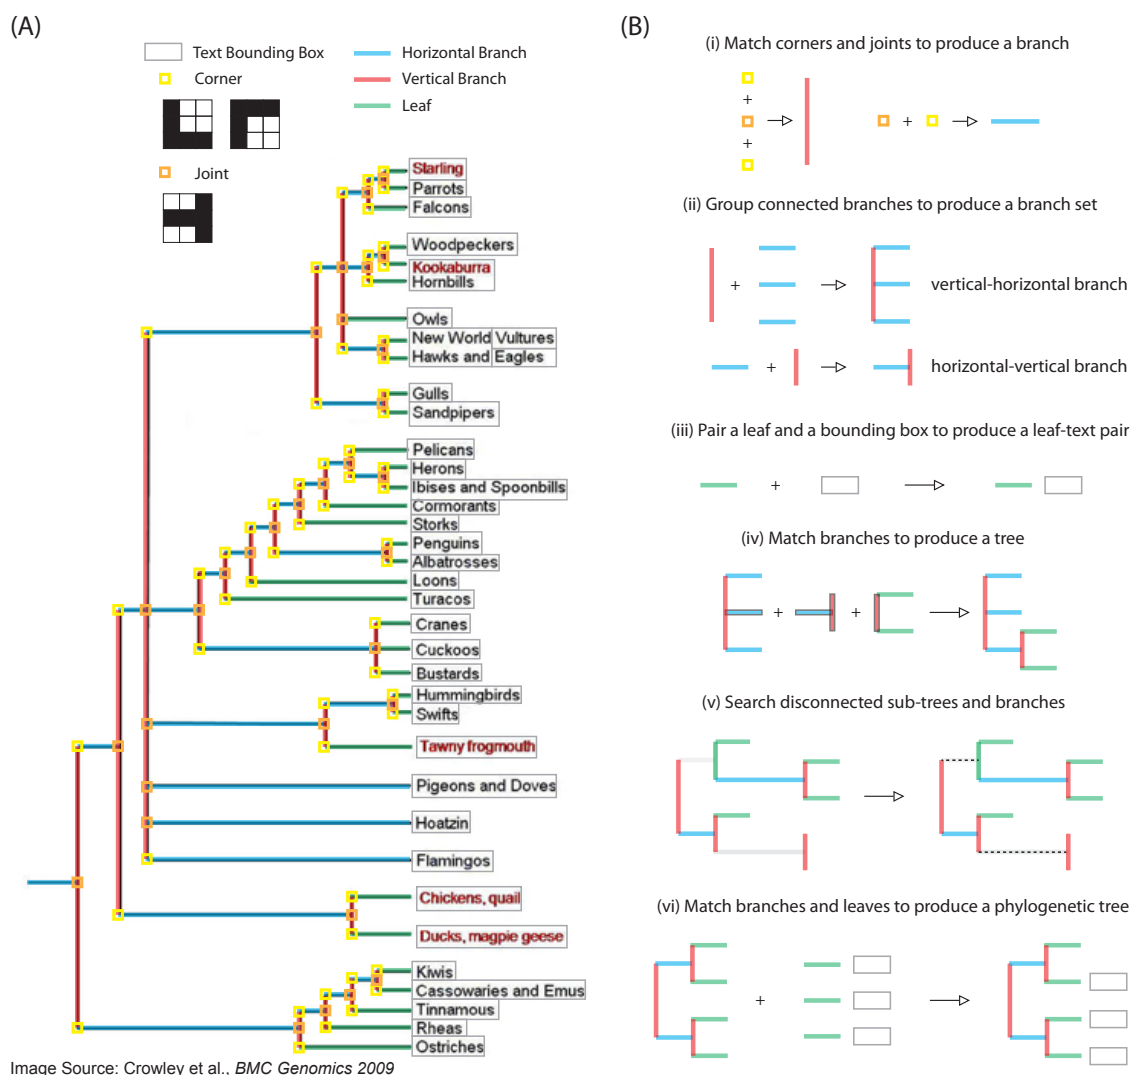 (A)
Text Bounding Box
Corner
Joint
Horizontal Branch
Vertical Branch
Leaf
Starling
Parrots
Falcons
Woodpeckers
Kookaburra
Hornbills
Owls
New World Vultures
Hawks and Eagles
Gulls
Sandpipers
Pelicans
Herons
Ibises and Spoonbills
Cormorants
Storks
Penguins
Albatrosses
Loons
Turacos
Cranes
Cuckoos
Bustards
Hummingbirds
Swifts
Tawny frogmouth
Pigeons and Doves
Hoatzin
Flamingos
Chickens, quail
Ducks, magpie geese
Kiwis
Cassowaries and Emus
Tinnamous
Rheas
Ostriches
Image Source: Crowley et al., BMC Genomics 2009
(B)
(i) Match corners and joints to produce a branch
+
+
+
(ii) Group connected branches to produce a branch set
+
vertical-horizontal branch
+
horizontal-vertical branch
(iii) Pair a leaf and a bounding box to produce a leaf-text pair
+
(iv) Match branches to produce a tree
+ +
(v) Search disconnected sub-trees and branches
(vi) Match branches and leaves to produce a phylogenetic tree
+